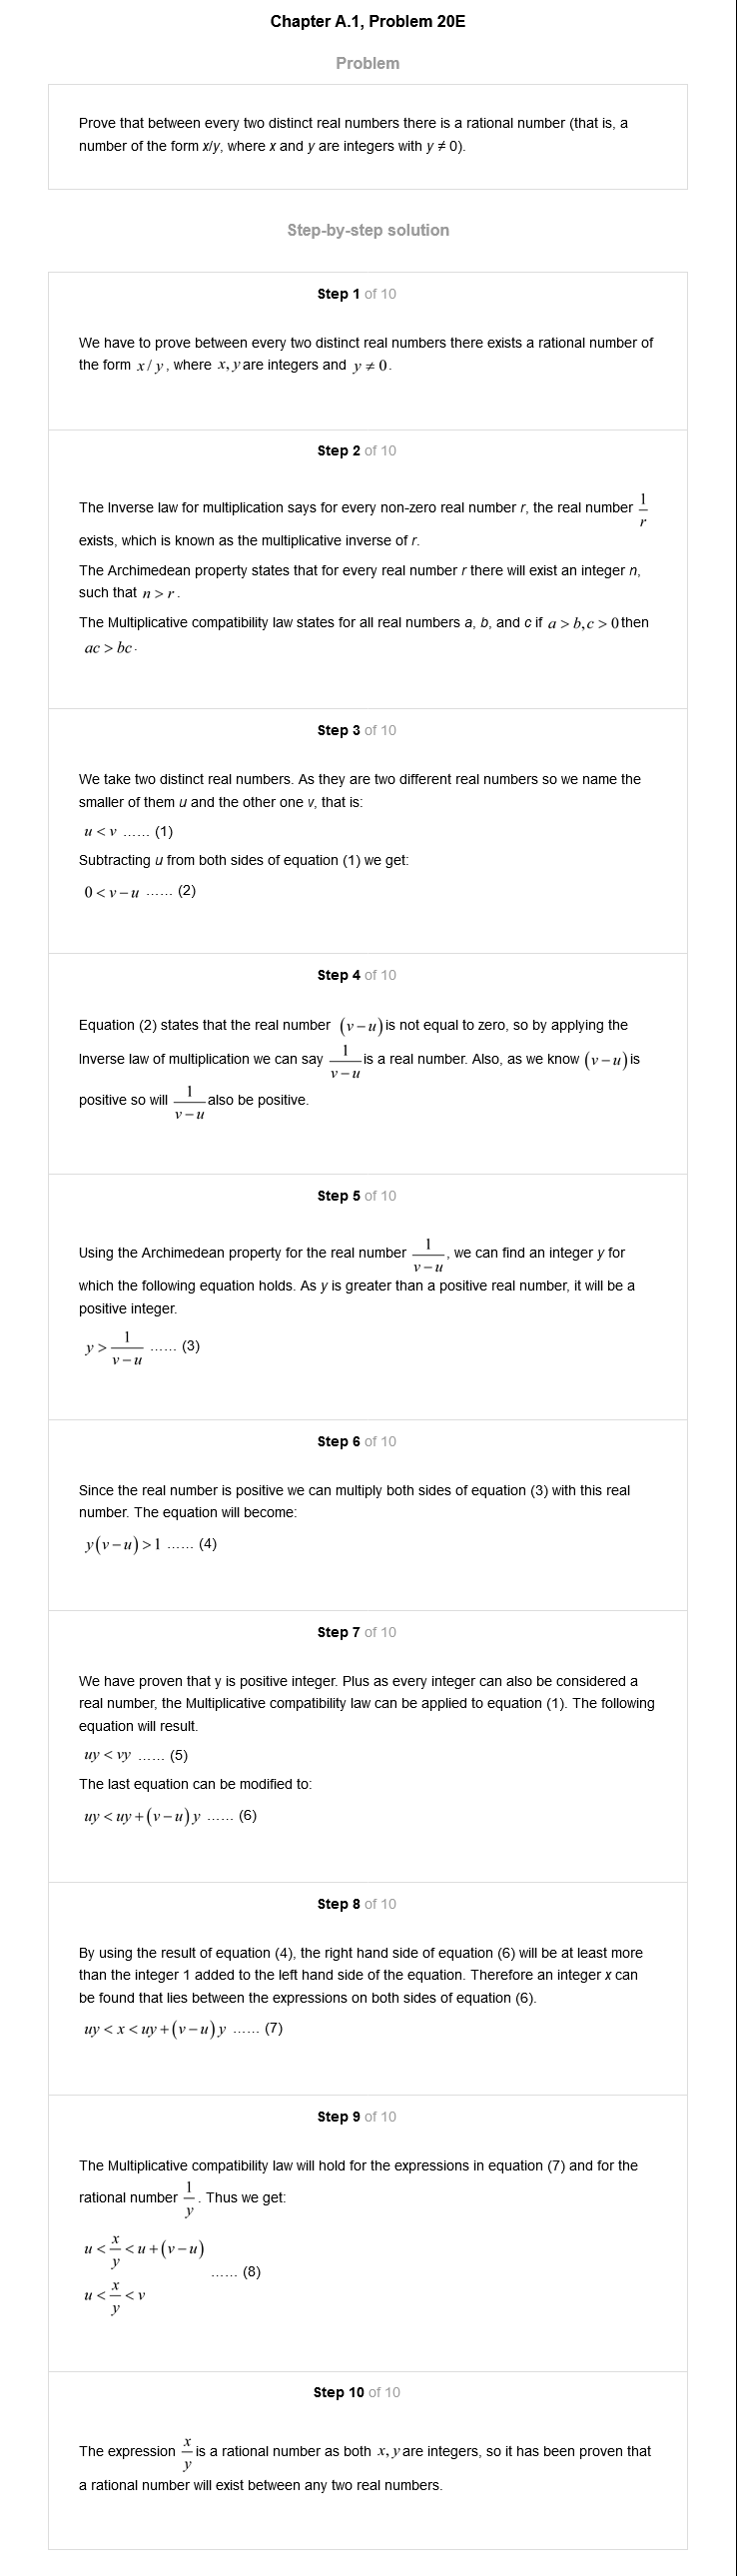 Chapter A.1, Problem 20E
Problem
Prove that between every two distinct real numbers there is a rational number (that is, a
number of the form x/y, where x and y are integers with y ≠ 0).
Step-by-step solution
Step 1 of 10
We have to prove between every two distinct real numbers there exists a rational number of
the form x / y, where x, y are integers and y ≠ 0.
Step 2 of 10
The Inverse law for multiplication says for every non-zero real number r, the real number 1/r
exists, which is known as the multiplicative inverse of r.
The Archimedean property states that for every real number r there will exist an integer n,
such that n > r.
The Multiplicative compatibility law states for all real numbers a, b, and c if a > b, c > 0 then
ac > bc.
Step 3 of 10
We take two distinct real numbers. As they are two different real numbers so we name the
smaller of them u and the other one v, that is:
u < v …… (1)
Subtracting u from both sides of equation (1) we get:
0 < v − u …… (2)
Step 4 of 10
Equation (2) states that the real number (v − u) is not equal to zero, so by applying the
Inverse law of multiplication we can say 1/(v − u) is a real number. Also, as we know (v − u) is
positive so will 1/(v − u) also be positive.
Step 5 of 10
Using the Archimedean property for the real number 1/(v − u), we can find an integer y for
which the following equation holds. As y is greater than a positive real number, it will be a
positive integer.
y > 1/(v − u) …… (3)
Step 6 of 10
Since the real number is positive we can multiply both sides of equation (3) with this real
number. The equation will become:
y(v − u) > 1 …… (4)
Step 7 of 10
We have proven that y is positive integer. Plus as every integer can also be considered a
real number, the Multiplicative compatibility law can be applied to equation (1). The following
equation will result.
uy < vy …… (5)
The last equation can be modified to:
uy < uy + (v − u) y …… (6)
Step 8 of 10
By using the result of equation (4), the right hand side of equation (6) will be at least more
than the integer 1 added to the left hand side of the equation. Therefore an integer x can
be found that lies between the expressions on both sides of equation (6).
uy < x < uy + (v − u) y …… (7)
Step 9 of 10
The Multiplicative compatibility law will hold for the expressions in equation (7) and for the
rational number 1/y. Thus we get:
u < x/y < u + (v − u)
…… (8)
u < x/y < v
Step 10 of 10
The expression x/y is a rational number as both x, y are integers, so it has been proven that
a rational number will exist between any two real numbers.